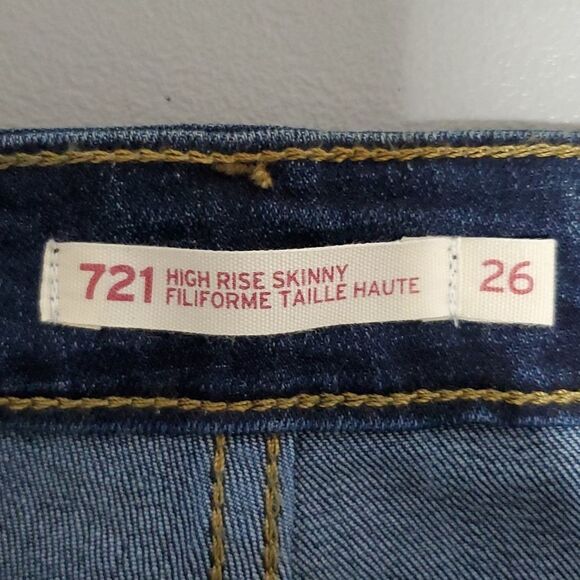 721 HIGH RISE SKINNY
FILIFORME TAILLE HAUTE
26